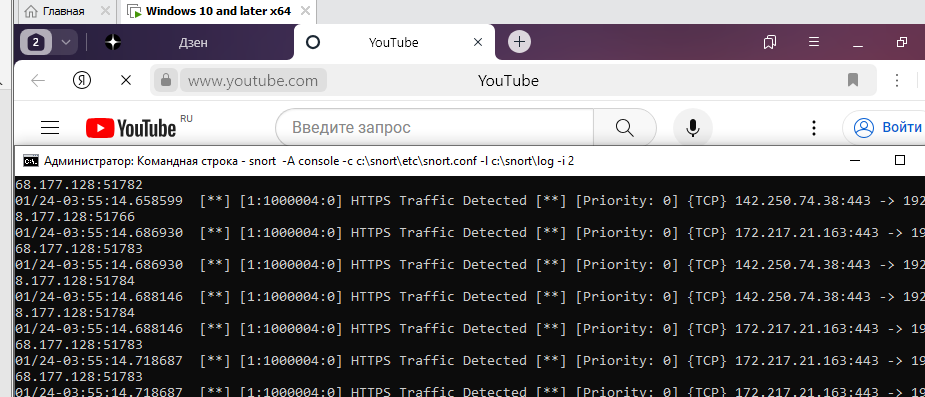 Главная × Windows 10 and later x64 ×
2 Дзен YouTube
www.youtube.com YouTube
YouTube RU Введите запрос Войти
C:\. Администратор: Командная строка - snort -A console -c c:\snort\etc\snort.conf -l c:\snort\log -i 2
68.177.128:51782
01/24-03:55:14.658599 [**] [1:1000004:0] HTTPS Traffic Detected [**] [Priority: 0] {TCP} 142.250.74.38:443 -> 192
8.177.128:51766
01/24-03:55:14.686930 [**] [1:1000004:0] HTTPS Traffic Detected [**] [Priority: 0] {TCP} 172.217.21.163:443 -> 19
68.177.128:51783
01/24-03:55:14.686930 [**] [1:1000004:0] HTTPS Traffic Detected [**] [Priority: 0] {TCP} 142.250.74.38:443 -> 192
8.177.128:51784
01/24-03:55:14.688146 [**] [1:1000004:0] HTTPS Traffic Detected [**] [Priority: 0] {TCP} 142.250.74.38:443 -> 192
8.177.128:51784
01/24-03:55:14.688146 [**] [1:1000004:0] HTTPS Traffic Detected [**] [Priority: 0] {TCP} 172.217.21.163:443 -> 19
68.177.128:51783
01/24-03:55:14.718687 [**] [1:1000004:0] HTTPS Traffic Detected [**] [Priority: 0] {TCP} 172.217.21.163:443 -> 19
68.177.128:51783
01/24-03:55:14.718687 [**] [1:1000004:0] HTTPS Traffic Detected [**] [Priority: 0] {TCP} 172.217.21.163:443 -> 19